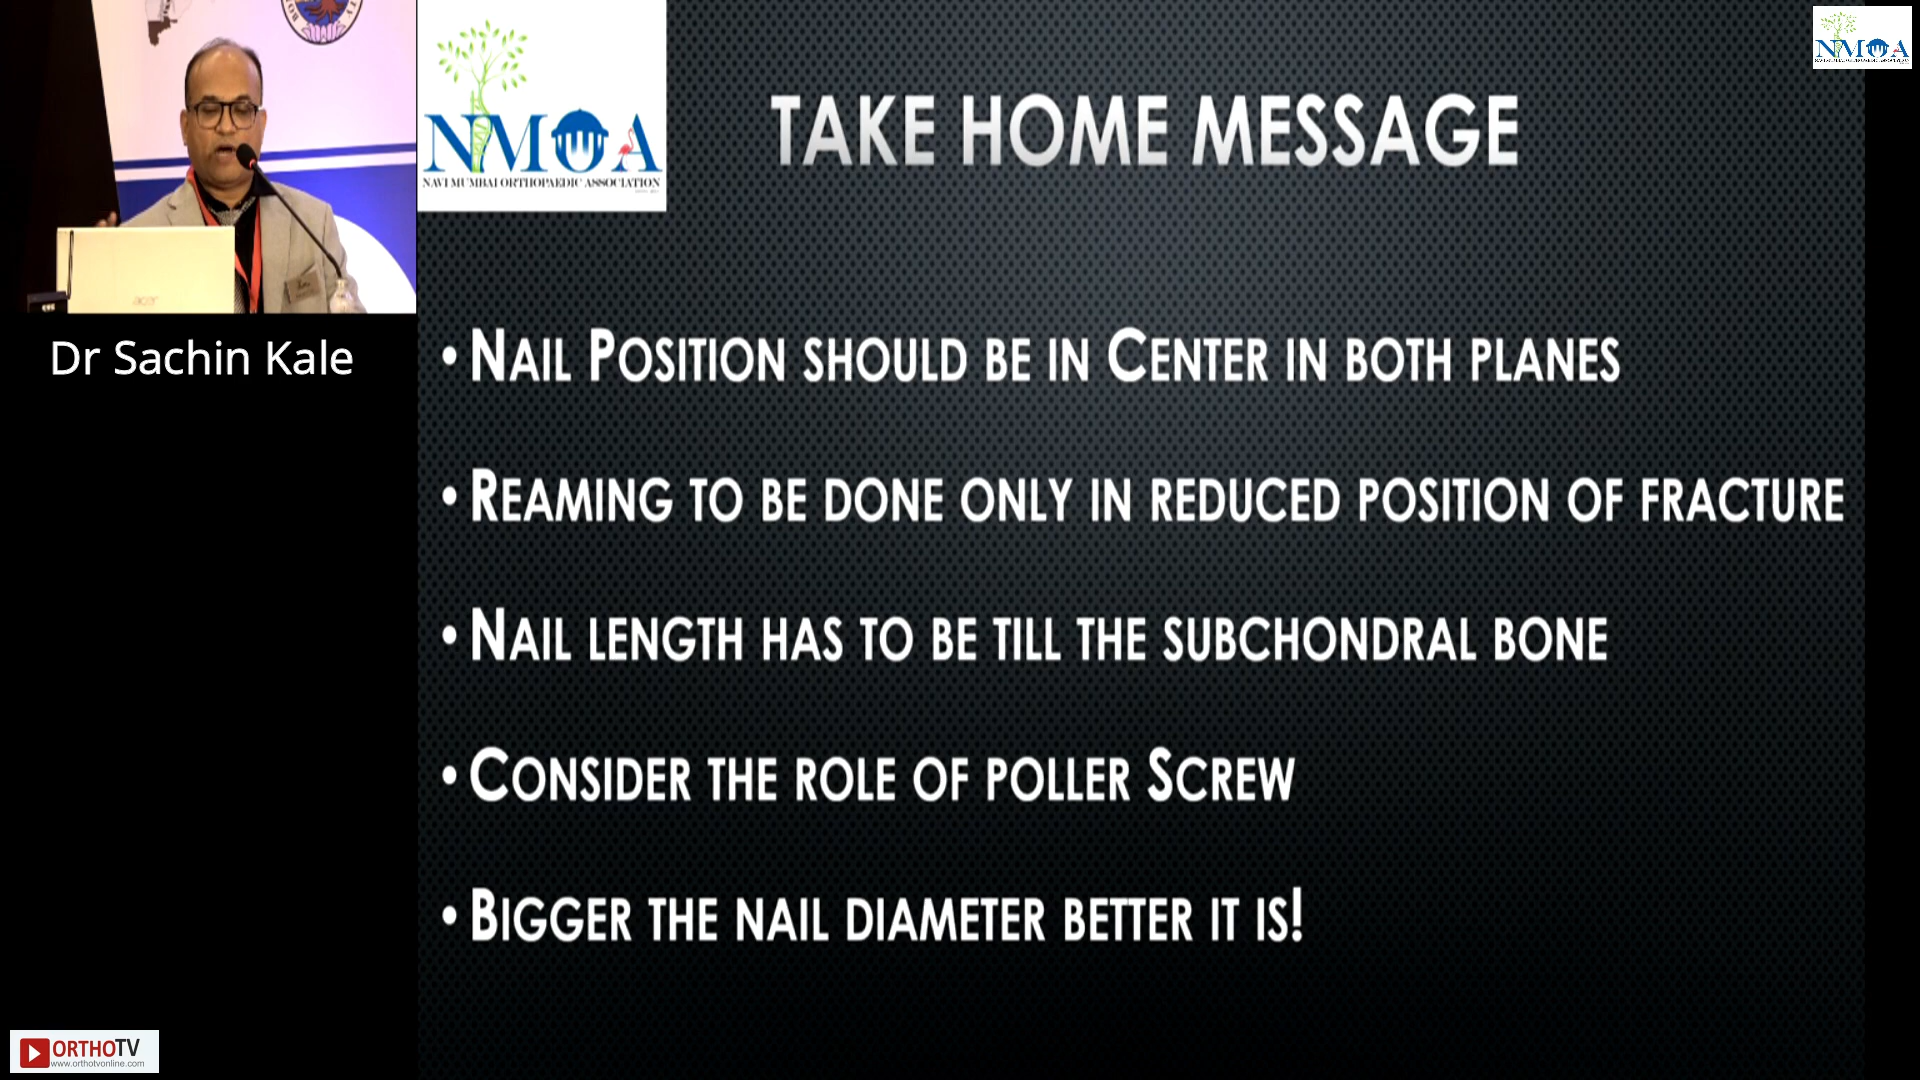 NMOA
NAVI MUMBAI ORTHOPAEDIC ASSOCIATION
TAKE HOME MESSAGE
• NAIL POSITION SHOULD BE IN CENTER IN BOTH PLANES
• REAMING TO BE DONE ONLY IN REDUCED POSITION OF FRACTURE
• NAIL LENGTH HAS TO BE TILL THE SUBCHONDRAL BONE
• CONSIDER THE ROLE OF POLLER SCREW
• BIGGER THE NAIL DIAMETER BETTER IT IS!
acer
Dr Sachin Kale
NMOA
ORTHOTV
www.orthotvonline.com